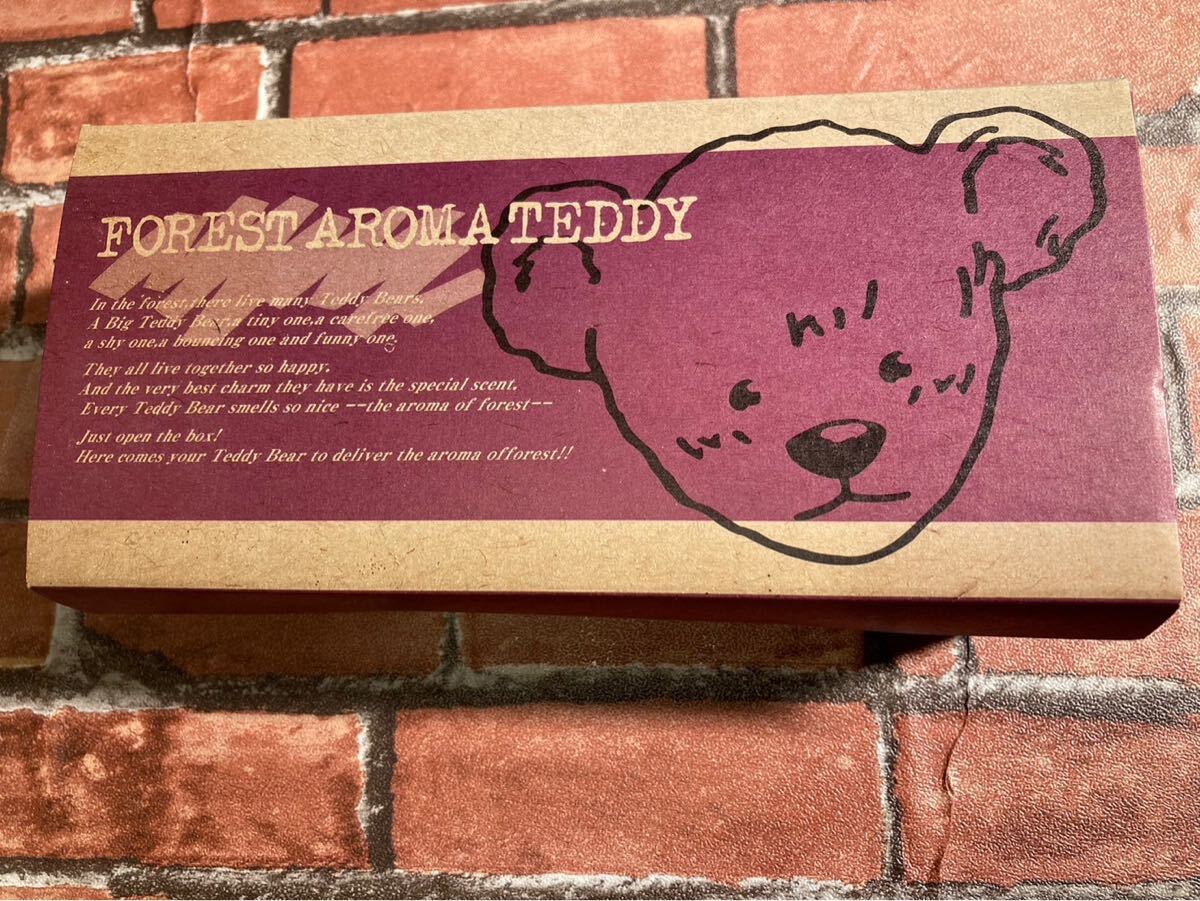 FOREST AROMA TEDDY
In the forest,there live many Teddy Bears.
A Big Teddy Bear,a tiny one,a carefree one,
a shy one,a bouncing one and funny one.
They all live together so happy.
And the very best charm they have is the special scent.
Every Teddy Bear smells so nice --the aroma of forest--
Just open the box!
Here comes your Teddy Bear to deliver the aroma offorest!!